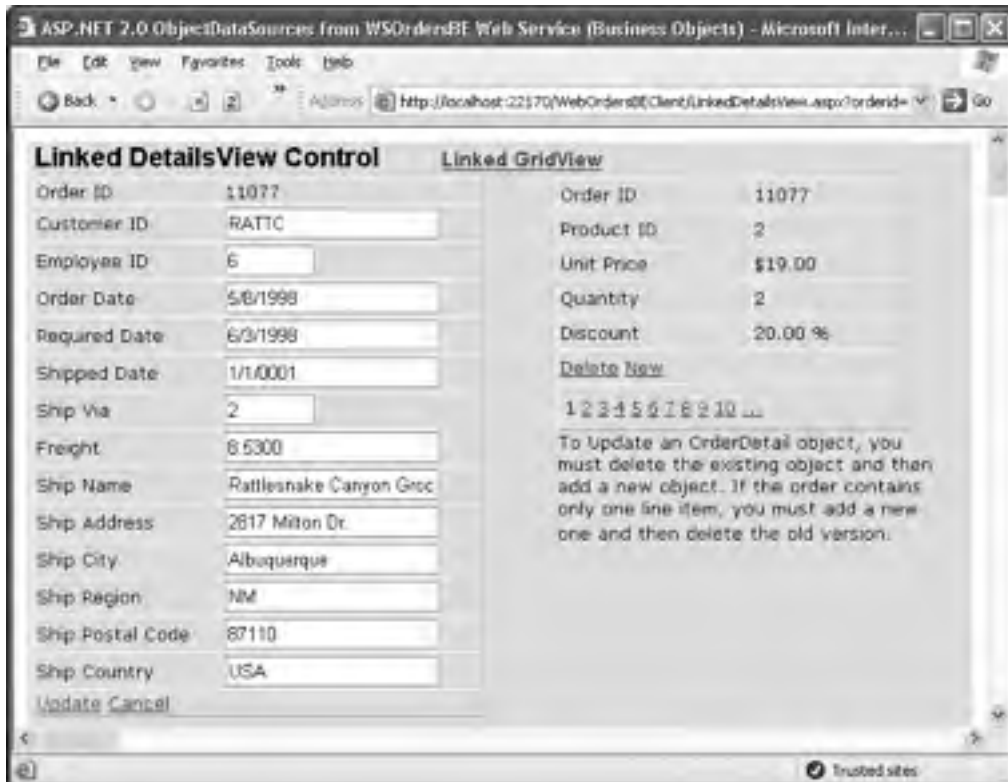 ASP.NET 2.0 ObjectDataSources from WSOrdersBE Web Service (Business Objects) - Microsoft Inter...
File Edit View Favorites Tools Help
Back Address http://localhost:22170/WebOrdersBEClient/LinkedDetailsView.aspx?orderid= Go
Linked DetailsView Control Linked GridView
Order ID 11077
Customer ID RATTC
Employee ID 6
Order Date 5/6/1998
Required Date 6/3/1998
Shipped Date 1/1/0001
Ship Via 2
Freight 8.5300
Ship Name Rattlesnake Canyon Groc
Ship Address 2817 Milton Dr.
Ship City Albuquerque
Ship Region NM
Ship Postal Code 87110
Ship Country USA
Update Cancel
Order ID 11077
Product ID 2
Unit Price $19.00
Quantity 2
Discount 20.00 %
Delete New
1 2 3 4 5 6 7 8 9 10 ...
To Update an OrderDetail object, you
must delete the existing object and then
add a new object. If the order contains
only one line item, you must add a new
one and then delete the old version.
Trusted sites